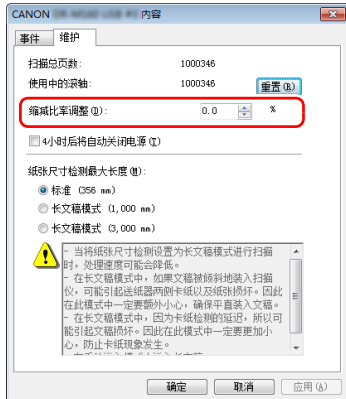 CANON 内容
事件 维护
扫描总页数: 1000346
使用中的滚轴: 1000346 重置(R)
缩减比率调整(D): 0.0 %
4小时后将自动关闭电源(T)
纸张尺寸检测最大长度(M):
标准 (356 mm)
长文稿模式 (1,000 mm)
长文稿模式 (3,000 mm)
- 当将纸张尺寸检测设置为长文稿模式进行扫描
时,处理速度可能会降低。
- 在长文稿模式中,如果文稿被倾斜地装入扫描
仪,可能引起送纸器两侧卡纸以及纸张损坏。因此
在此模式中一定要额外小心,确保平直装入文稿。
- 在长文稿模式中,因为卡纸检测的延迟,所以可
能引起文稿损坏。因此在此模式中一定要更加小
心,防止卡纸现象发生。
确定 取消 应用(A)